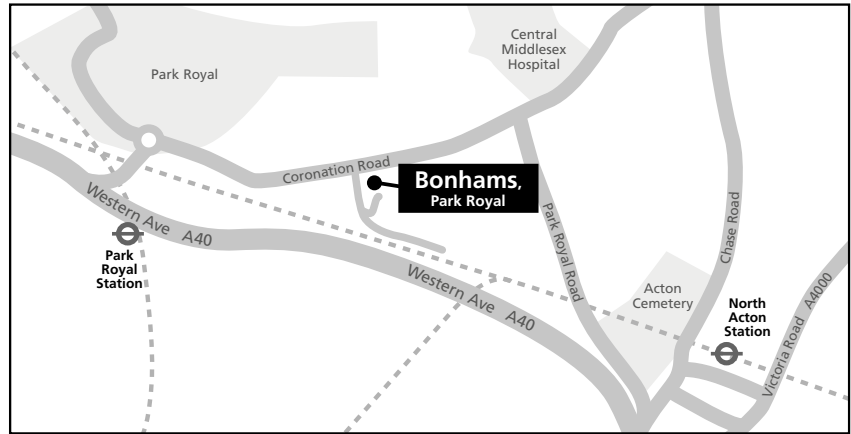 Central
Middlesex
Hospital
Park Royal
Coronation Road
Bonhams,
Park Royal
Western Ave A40
Park
Royal
Station
Park Royal Road
Chase Road
Western Ave A40
Acton
Cemetery
North
Acton
Station
Victoria Road A4000